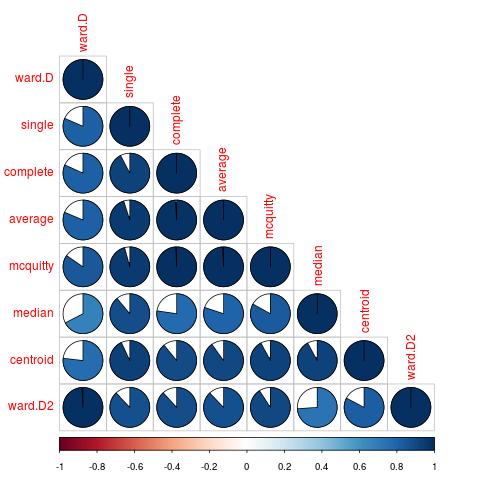 ward.D
single
complete
average
mcquitty
median
centroid
ward.D2
ward.D
single
complete
average
mcquitty
median
centroid
ward.D2
-1 -0.8 -0.6 -0.4 -0.2 0 0.2 0.4 0.6 0.8 1